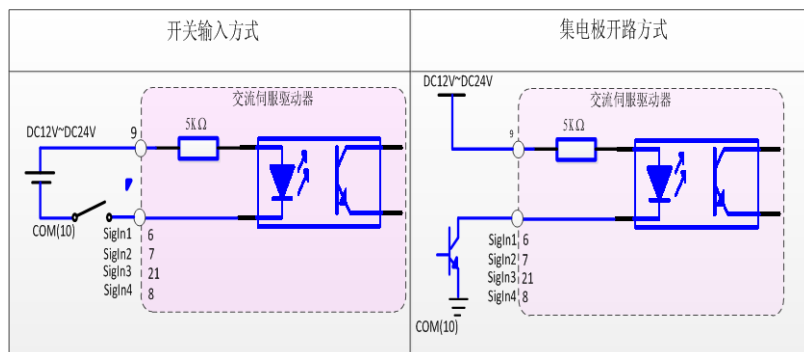 开关输入方式
集电极开路方式
交流伺服驱动器
DC12V~DC24V
9
5KΩ
COM(10)
SigIn1 6
SigIn2 7
SigIn3 21
SigIn4 8
DC12V~DC24V
交流伺服驱动器
9
5KΩ
SigIn1 6
SigIn2 7
SigIn3 21
SigIn4 8
COM(10)